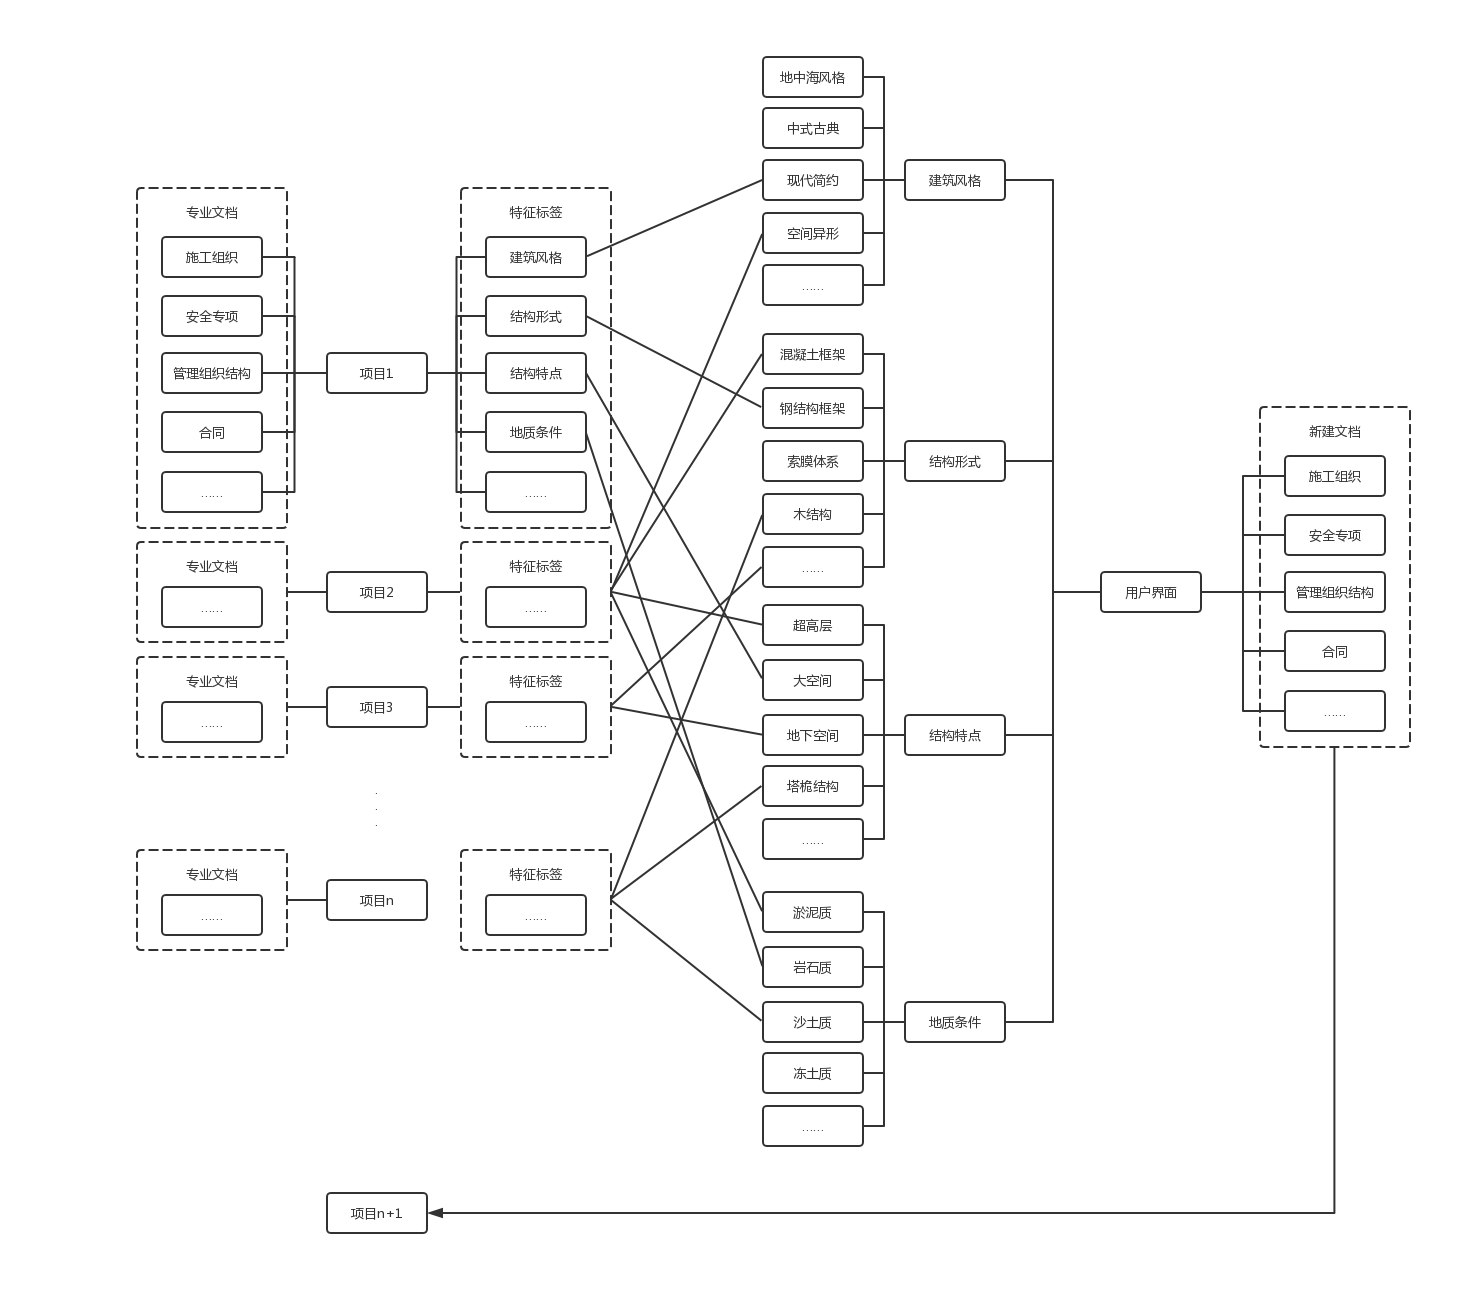 专业文档
施工组织
安全专项
管理组织结构
合同
……
项目1
特征标签
建筑风格
结构形式
结构特点
地质条件
……
专业文档
……
项目2
特征标签
……
专业文档
……
项目3
特征标签
……
.
.
.
专业文档
……
项目n
特征标签
……
地中海风格
中式古典
现代简约
空间异形
……
建筑风格
混凝土框架
钢结构框架
索膜体系
木结构
……
结构形式
超高层
大空间
地下空间
塔桅结构
……
结构特点
淤泥质
岩石质
沙土质
冻土质
……
地质条件
用户界面
新建文档
施工组织
安全专项
管理组织结构
合同
……
项目n+1